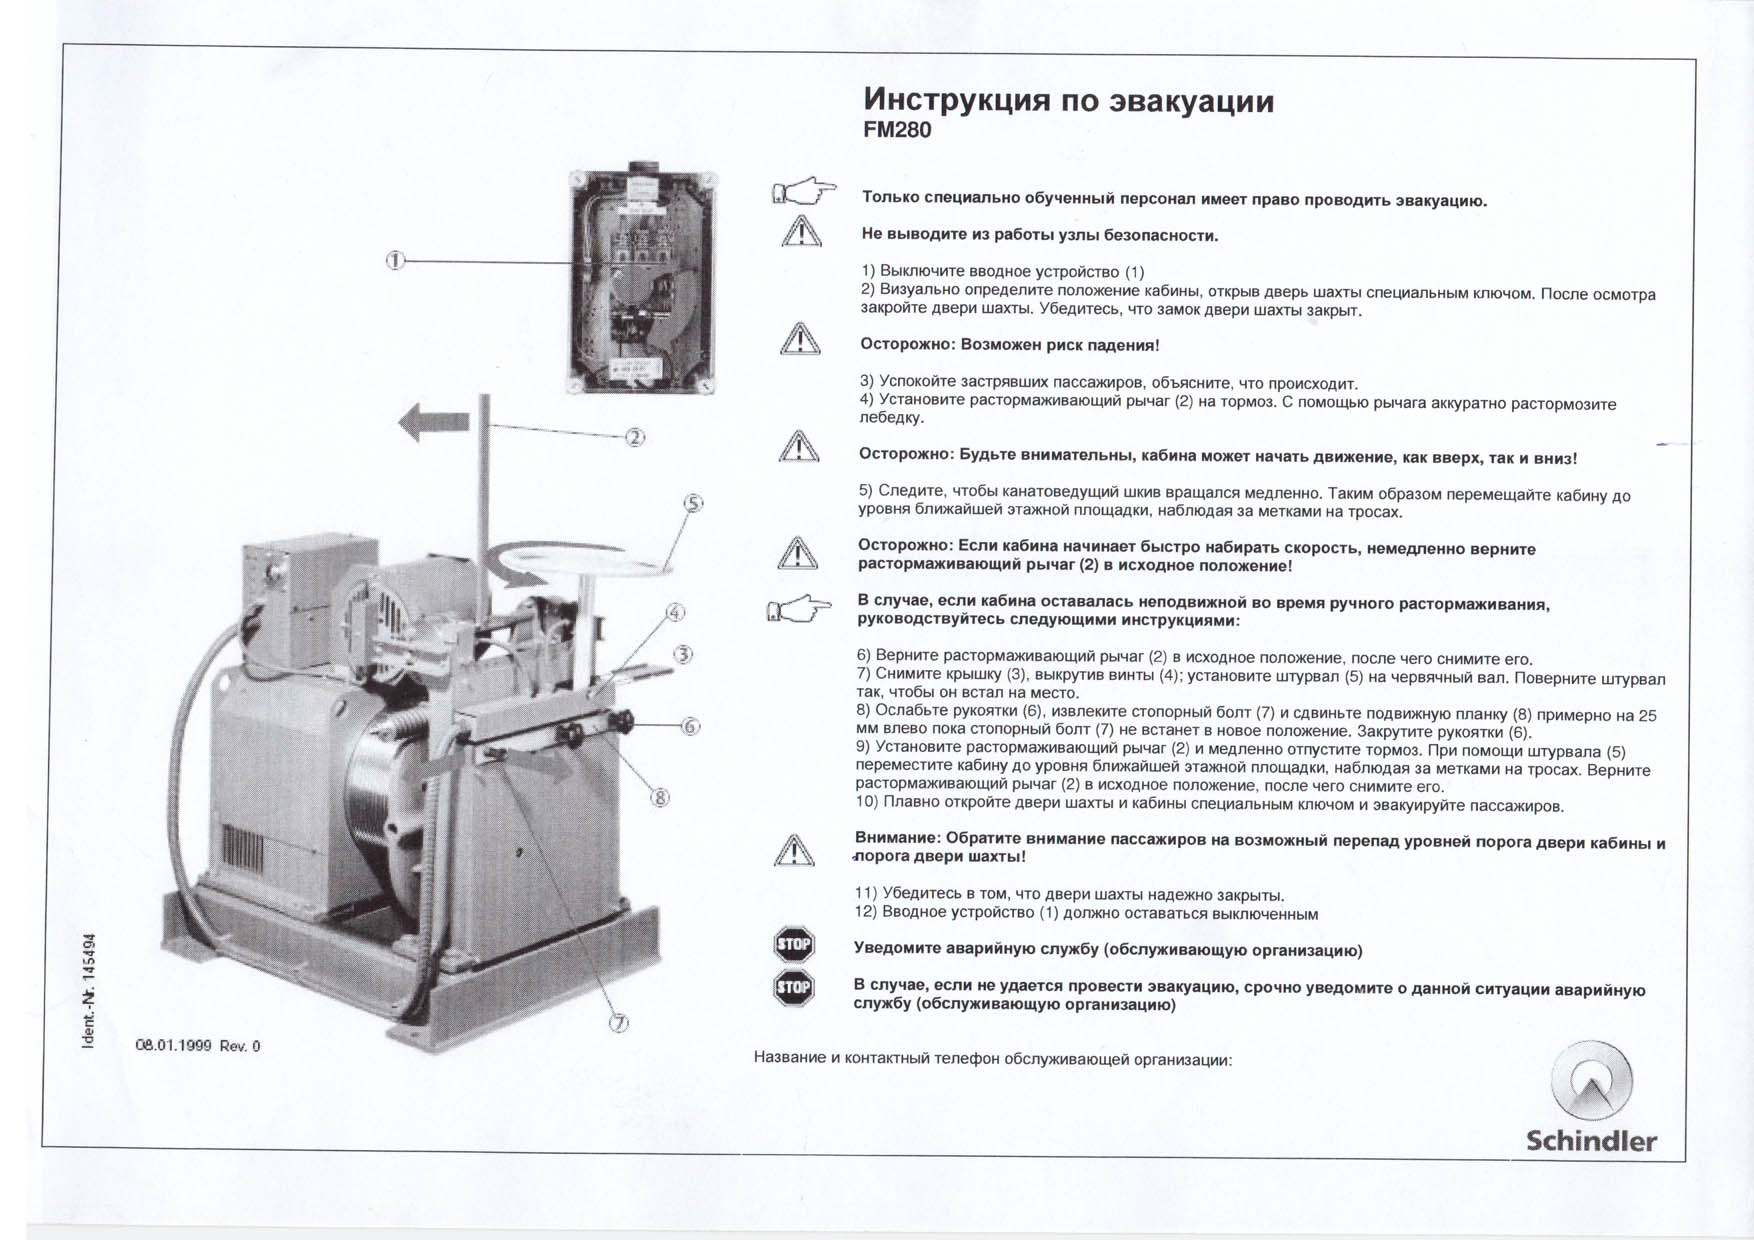 Инструкция по эвакуации
FM280
Только специально обученный персонал имеет право проводить эвакуацию.
Не выводите из работы узлы безопасности.
1) Выключите вводное устройство (1)
2) Визуально определите положение кабины, открыв дверь шахты специальным ключом. После осмотра
закройте двери шахты. Убедитесь, что замок двери шахты закрыт.
Осторожно: Возможен риск падения!
3) Успокойте застрявших пассажиров, объясните, что происходит.
4) Установите растормаживающий рычаг (2) на тормоз. С помощью рычага аккуратно растормозите
лебедку.
Осторожно: Будьте внимательны, кабина может начать движение, как вверх, так и вниз!
5) Следите, чтобы канатоведущий шкив вращался медленно. Таким образом перемещайте кабину до
уровня ближайшей этажной площадки, наблюдая за метками на тросах.
Осторожно: Если кабина начинает быстро набирать скорость, немедленно верните
растормаживающий рычаг (2) в исходное положение!
В случае, если кабина оставалась неподвижной во время ручного растормаживания,
руководствуйтесь следующими инструкциями:
6) Верните растормаживающий рычаг (2) в исходное положение, после чего снимите его.
7) Снимите крышку (3), выкрутив винты (4); установите штурвал (5) на червячный вал. Поверните штурвал
так, чтобы он встал на место.
8) Ослабьте рукоятки (6), извлеките стопорный болт (7) и сдвиньте подвижную планку (8) примерно на 25
мм влево пока стопорный болт (7) не встанет в новое положение. Закрутите рукоятки (6).
9) Установите растормаживающий рычаг (2) и медленно отпустите тормоз. При помощи штурвала (5)
переместите кабину до уровня ближайшей этажной площадки, наблюдая за метками на тросах. Верните
растормаживающий рычаг (2) в исходное положение, после чего снимите его.
10) Плавно откройте двери шахты и кабины специальным ключом и эвакуируйте пассажиров.
Внимание: Обратите внимание пассажиров на возможный перепад уровней порога двери кабины и
порога двери шахты!
11) Убедитесь в том, что двери шахты надежно закрыты.
12) Вводное устройство (1) должно оставаться выключенным
STOP
Уведомите аварийную службу (обслуживающую организацию)
STOP
В случае, если не удается провести эвакуацию, срочно уведомите о данной ситуации аварийную
службу (обслуживающую организацию)
Название и контактный телефон обслуживающей организации:
Schindler
1
2
5
4
3
6
8
7
Ident.-Nr. 1454494
08.01.1999 Rev. 0